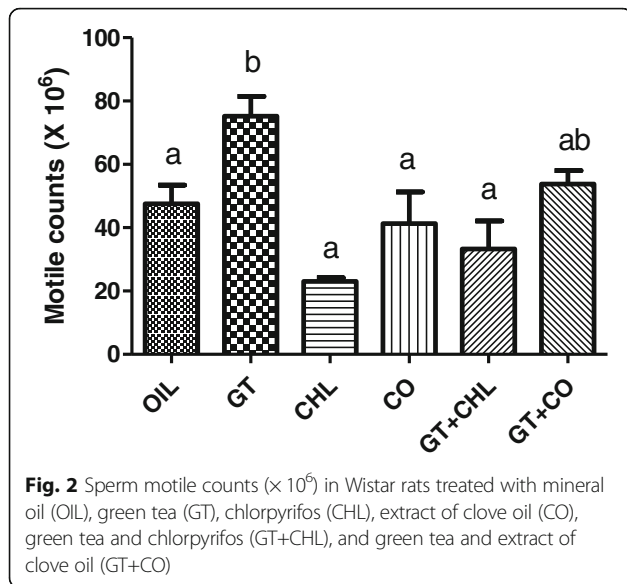 100
80
60
40
20
0
Motile counts (X 10⁶)
a
b
a
a
a
ab
OIL
GT
CHL
CO
GT+CHL
GT+CO
Fig. 2 Sperm motile counts (× 10⁶) in Wistar rats treated with mineral
oil (OIL), green tea (GT), chlorpyrifos (CHL), extract of clove oil (CO),
green tea and chlorpyrifos (GT+CHL), and green tea and extract of
clove oil (GT+CO)